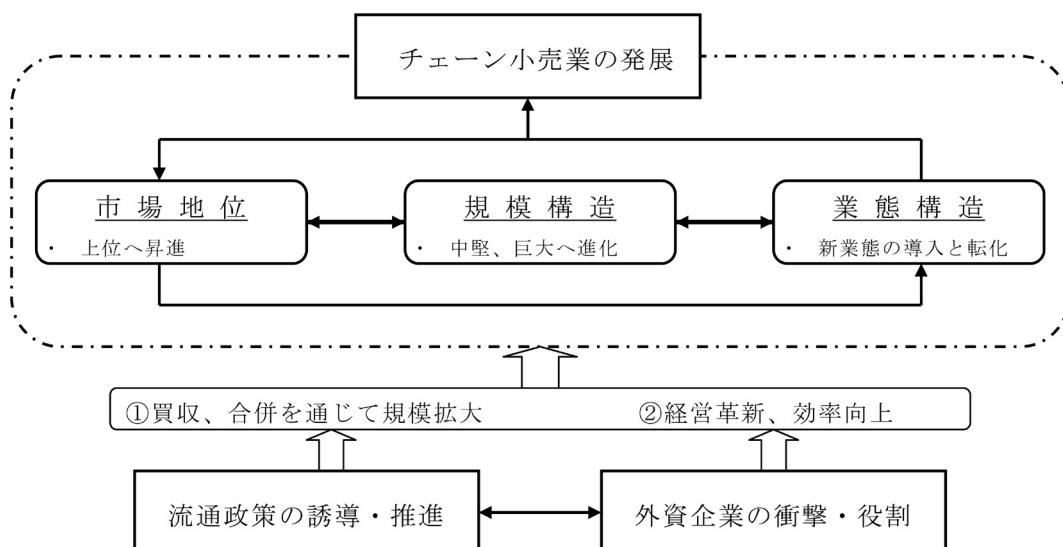 チェーン小売業の発展
市場地位
・ 上位へ昇進
規模構造
・ 中堅、巨大へ進化
業態構造
・ 新業態の導入と転化
①買収、合併を通じて規模拡大
②経営革新、効率向上
流通政策の誘導・推進
外資企業の衝撃・役割